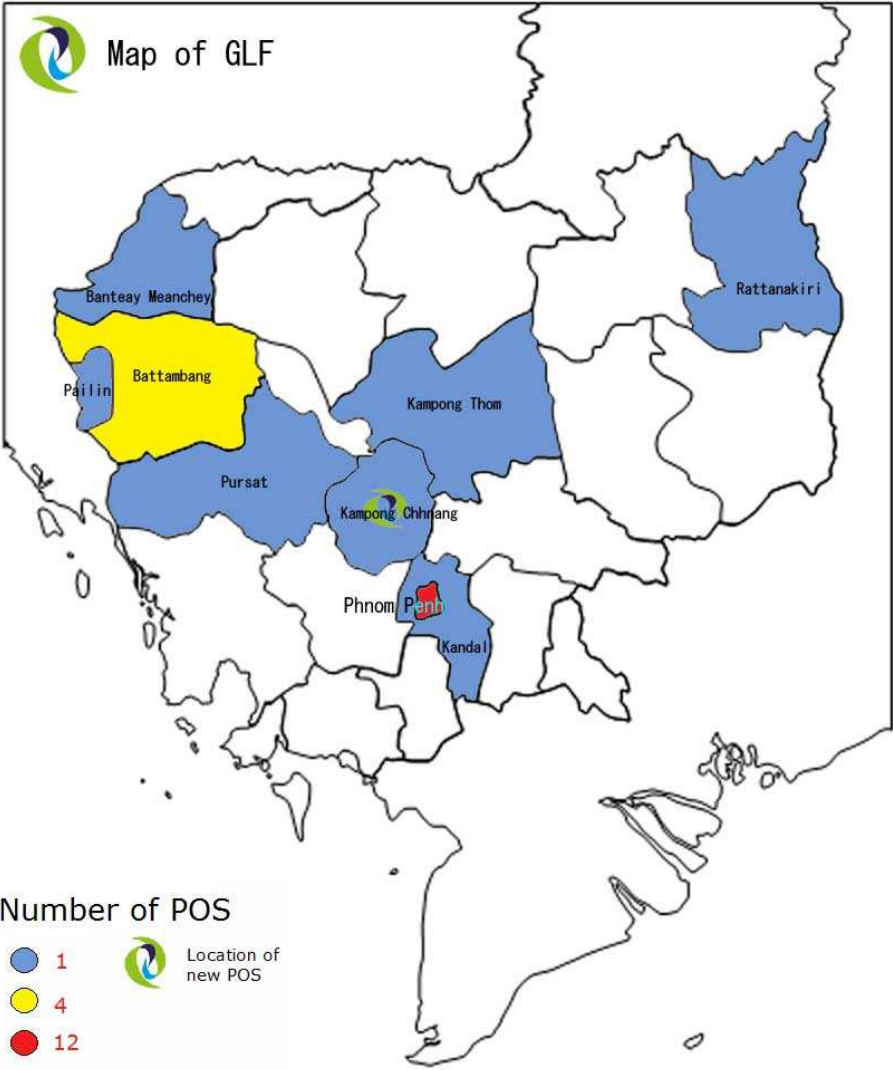 Map of GLF
Banteay Meanchey
Rattanakiri
Battambang
Pailin
Kampong Thom
Pursat
Kampong Chhnang
Phnom Penh
Kandal
Number of POS
1
4
12
Location of
new POS